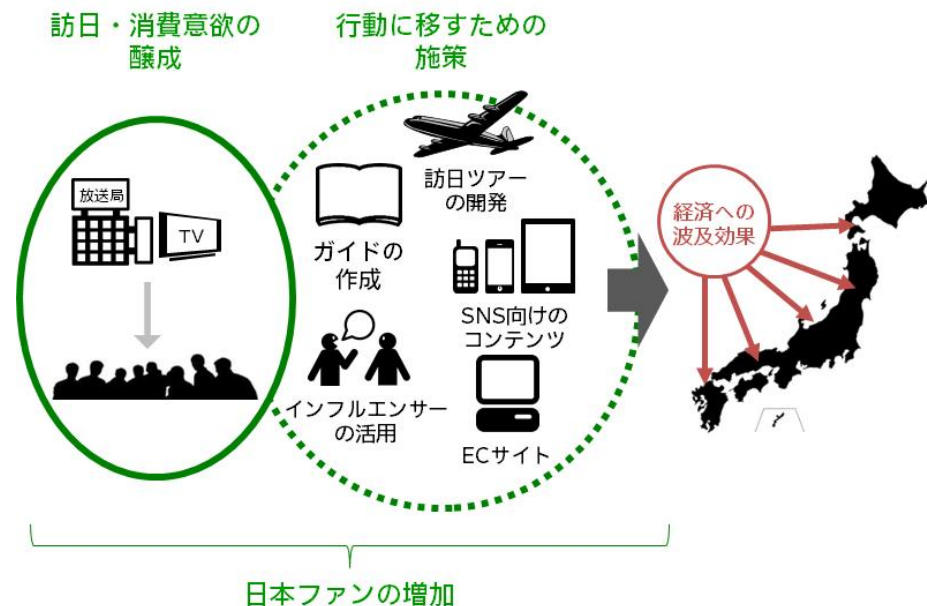 訪日・消費意欲の
醸成
行動に移すための
施策
放送局
TV
訪日ツアー
の開発
ガイドの
作成
SNS向けの
コンテンツ
インフルエンサー
の活用
ECサイト
経済への
波及効果
日本ファンの増加